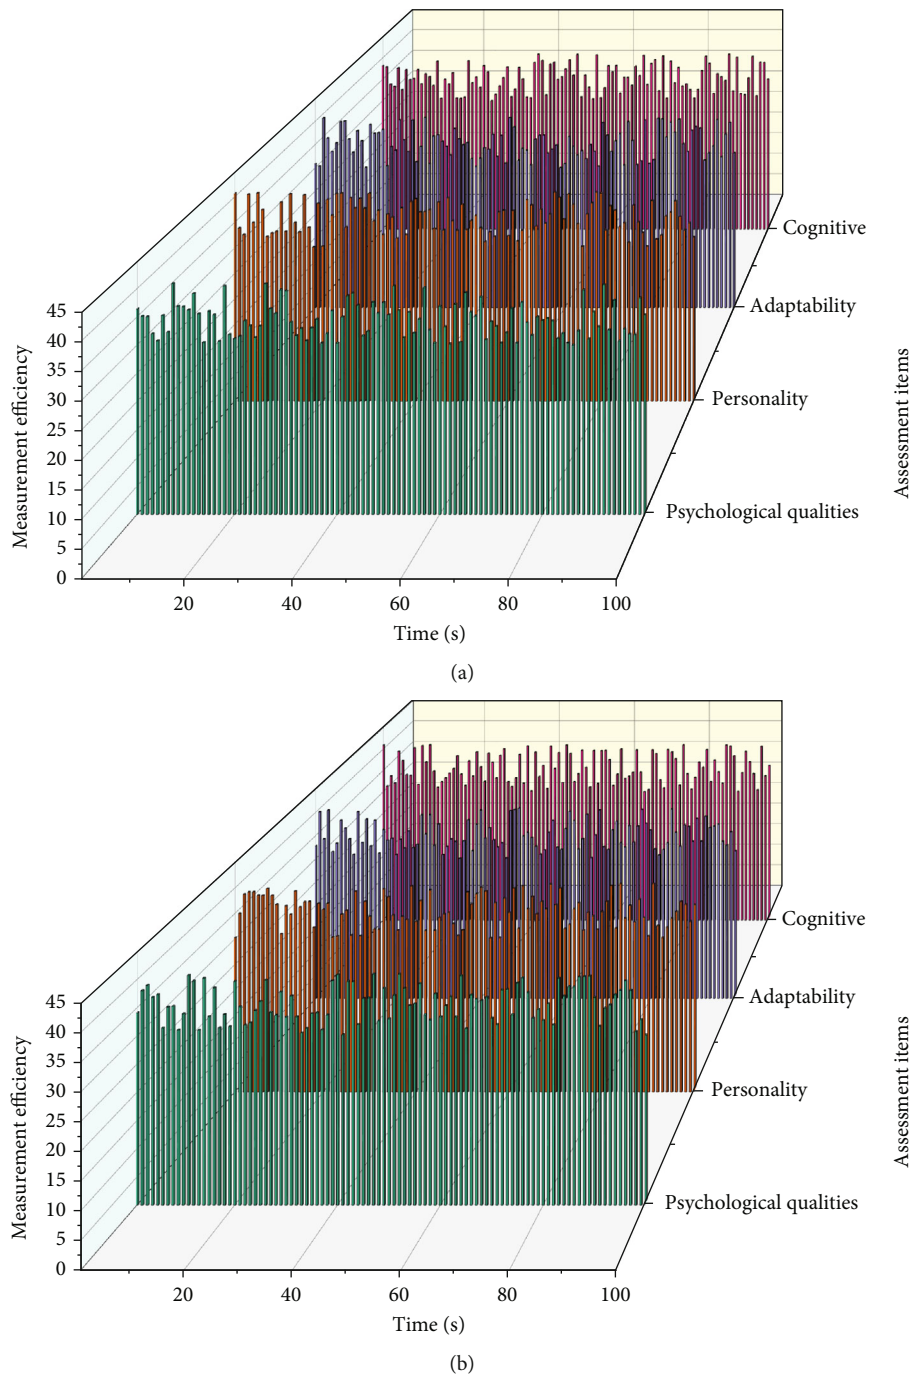 45
40
35
30
25
20
15
10
5
0
Measurement efficiency
20
40
60
80
100
Time (s)
Cognitive
Adaptability
Personality
Psychological qualities
Assessment items
(a)
45
40
35
30
25
20
15
10
5
0
Measurement efficiency
20
40
60
80
100
Time (s)
Cognitive
Adaptability
Personality
Psychological qualities
Assessment items
(b)